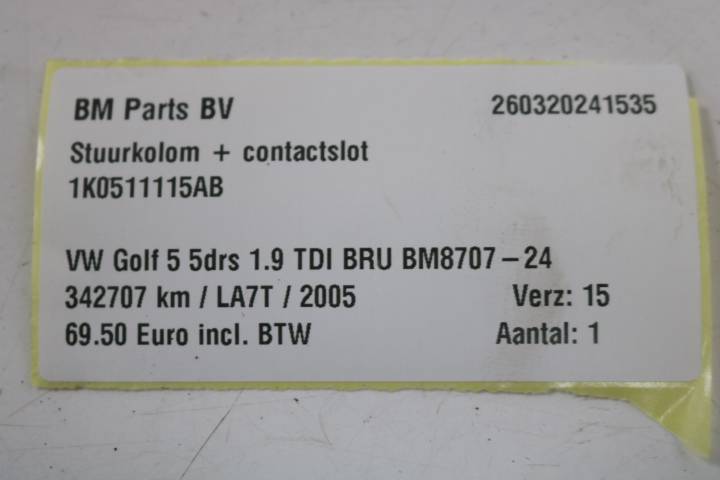 BM Parts BV 260320241535
Stuurkolom + contactslot
1K0511115AB
VW Golf 5 5drs 1.9 TDI BRU BM8707-24
342707 km / LA7T / 2005 Verz: 15
69.50 Euro incl. BTW Aantal: 1